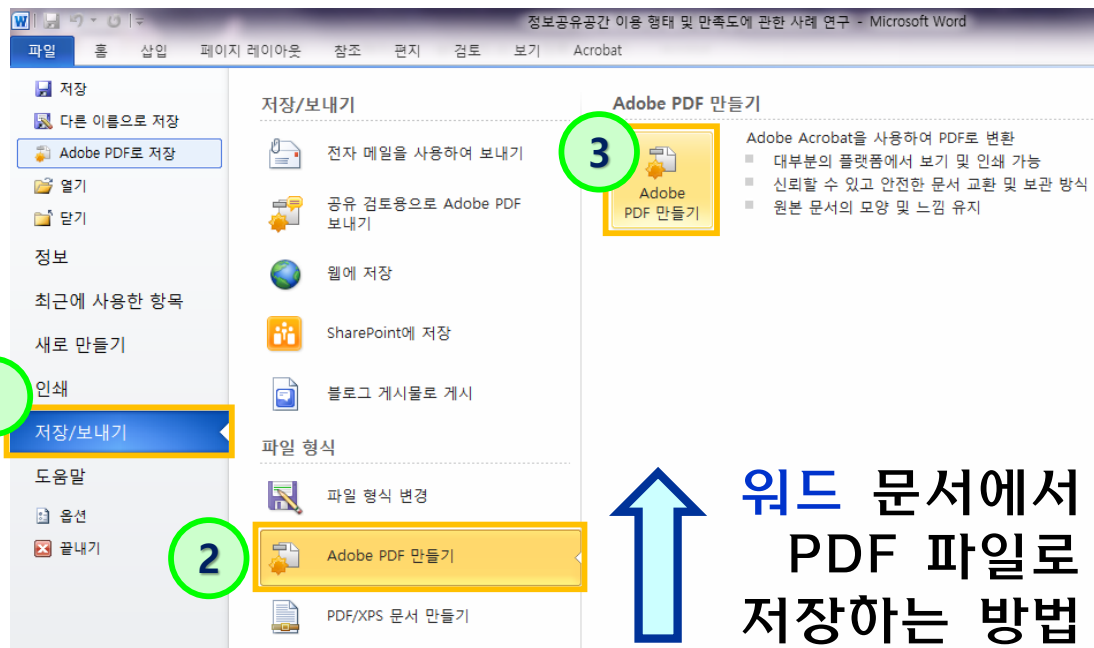 정보공유공간 이용 형태 및 만족도에 관한 사례 연구 - Microsoft Word
파일 홈 삽입 페이지 레이아웃 참조 편지 검토 보기 Acrobat
저장
다른 이름으로 저장
Adobe PDF로 저장
열기
닫기
정보
최근에 사용한 항목
새로 만들기
인쇄
저장/보내기
도움말
옵션
끝내기
저장/보내기
전자 메일을 사용하여 보내기
공유 검토용으로 Adobe PDF
보내기
웹에 저장
SharePoint에 저장
블로그 게시물로 게시
파일 형식
파일 형식 변경
2
Adobe PDF 만들기
PDF/XPS 문서 만들기
Adobe PDF 만들기
3
Adobe
PDF 만들기
Adobe Acrobat을 사용하여 PDF로 변환
대부분의 플랫폼에서 보기 및 인쇄 가능
신뢰할 수 있고 안전한 문서 교환 및 보관 방식
원본 문서의 모양 및 느낌 유지
워드 문서에서
PDF 파일로
저장하는 방법